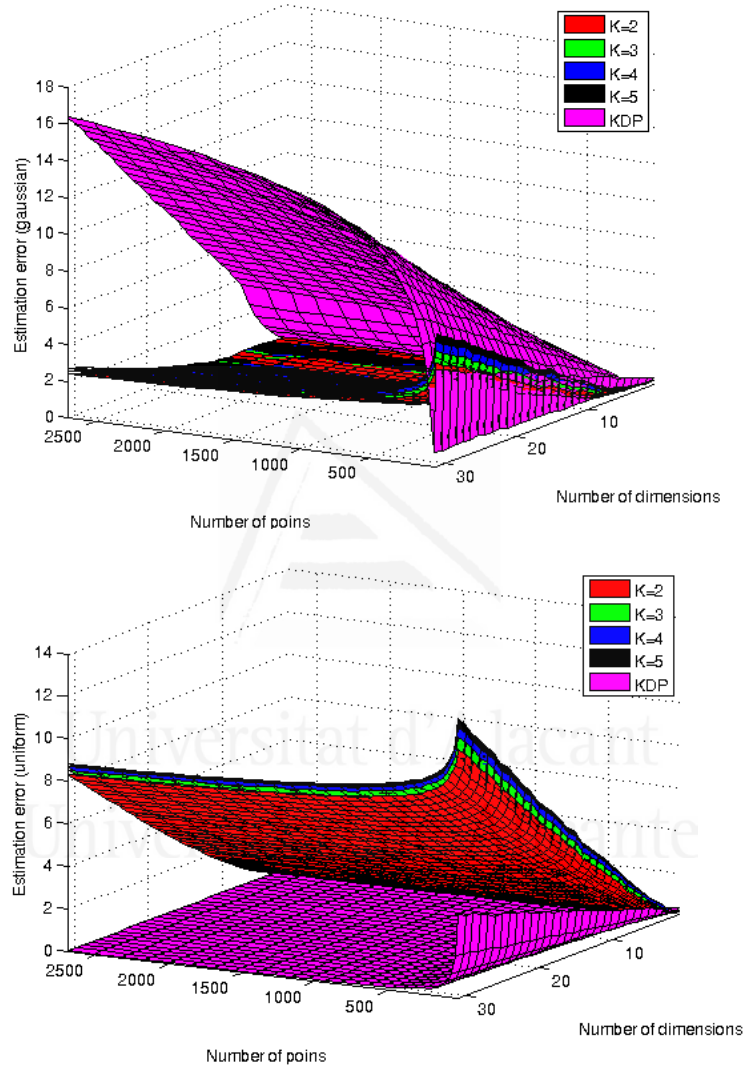 K=2
K=3
K=4
K=5
KDP
18
16
14
12
10
8
6
4
2
0
Estimation error (gaussian)
2500
2000
1500
1000
500
30
20
10
Number of dimensions
Number of poins
K=2
K=3
K=4
K=5
KDP
14
12
10
8
6
4
2
0
Estimation error (uniform)
Universitat d'Alacant
Universidad de Alicante
2500
2000
1500
1000
500
30
20
10
Number of dimensions
Number of poins